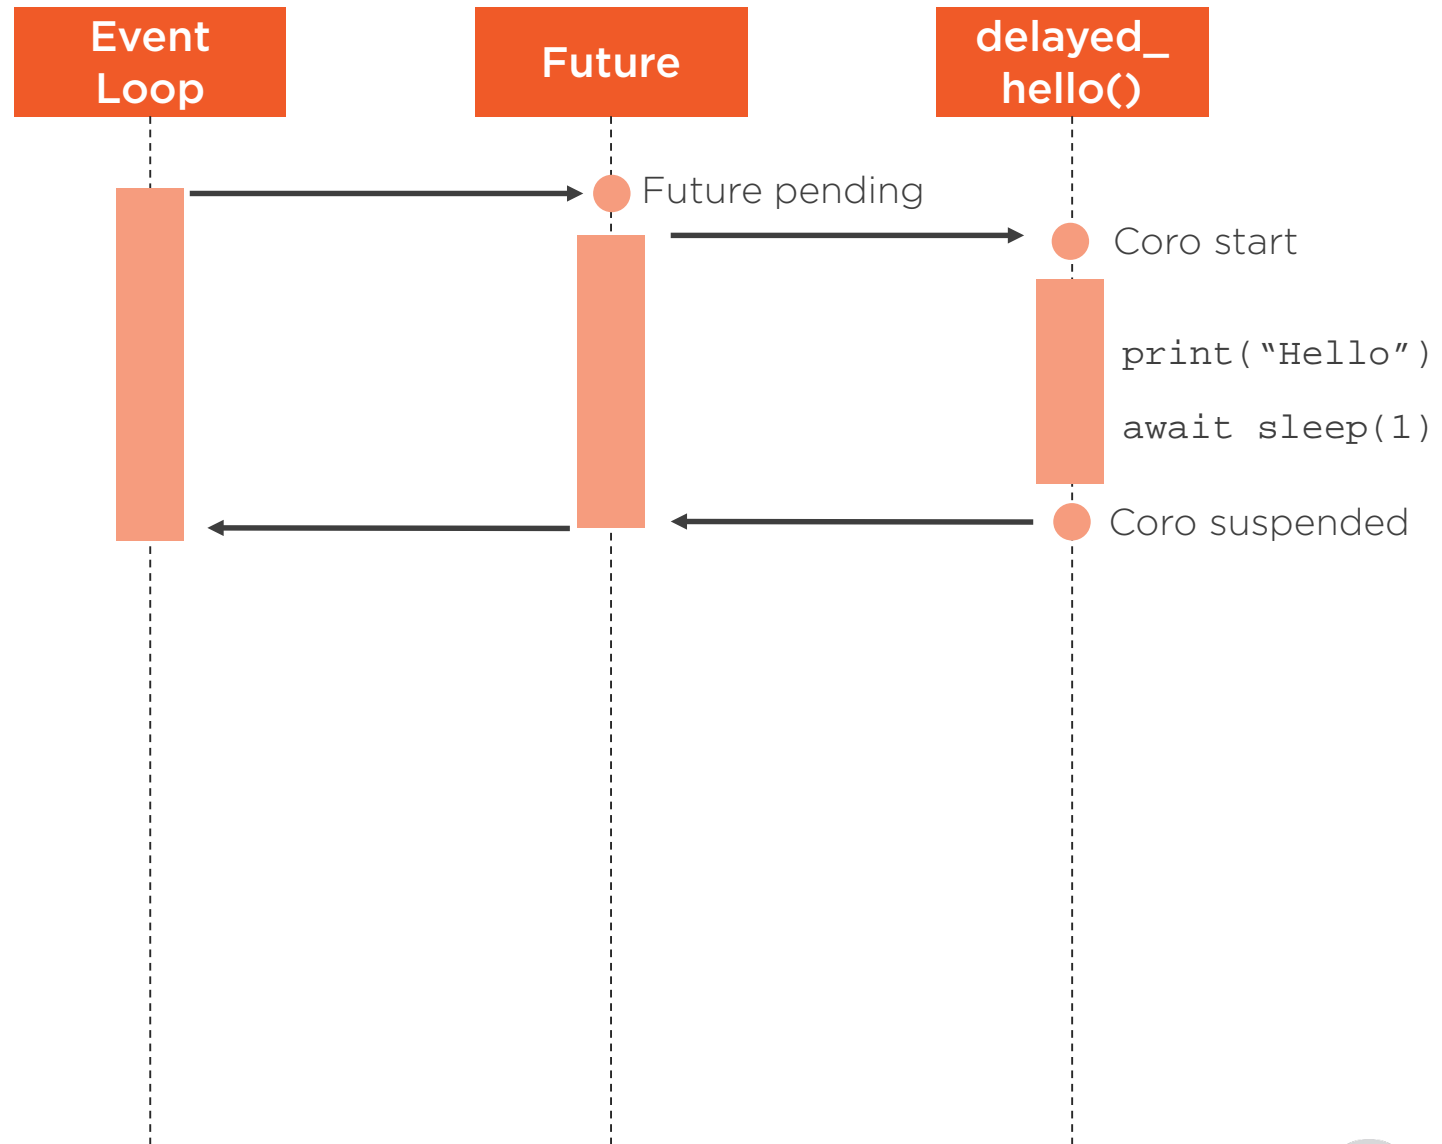 Event
Loop
Future
delayed_
hello()
Future pending
Coro start
print(“Hello”)
await sleep(1)
Coro suspended